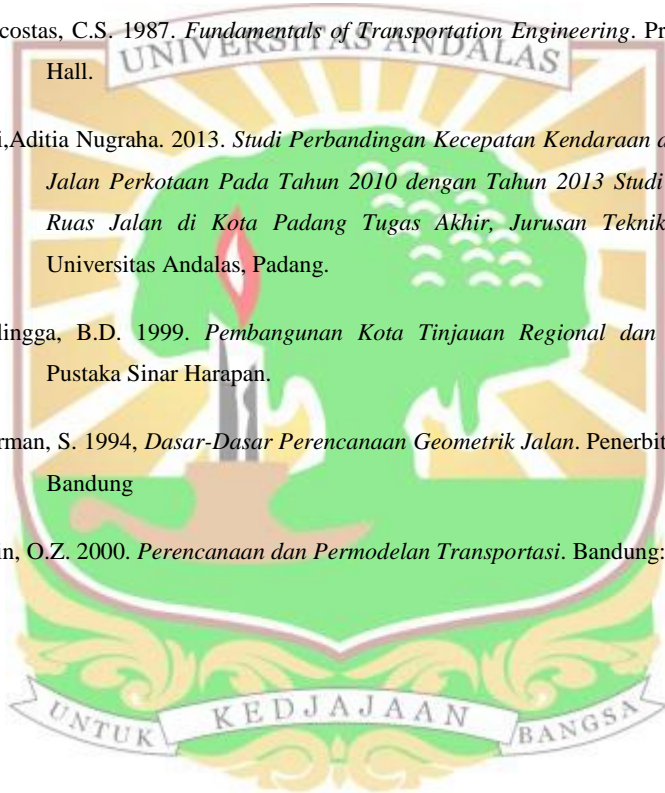 costas, C.S. 1987. Fundamentals of Transportation Engineering. Pr
UNIVERSITAS ANDALAS
Hall.
i,Aditia Nugraha. 2013. Studi Perbandingan Kecepatan Kendaraan
Jalan Perkotaan Pada Tahun 2010 dengan Tahun 2013 Studi
Ruas Jalan di Kota Padang Tugas Akhir, Jurusan Teknik
Universitas Andalas, Padang.
lingga, B.D. 1999. Pembangunan Kota Tinjauan Regional dan
Pustaka Sinar Harapan.
rman, S. 1994, Dasar-Dasar Perencanaan Geometrik Jalan. Penerbit
Bandung
in, O.Z. 2000. Perencanaan dan Permodelan Transportasi. Bandung:
UNTUK KEDJAJAAN BANGSA